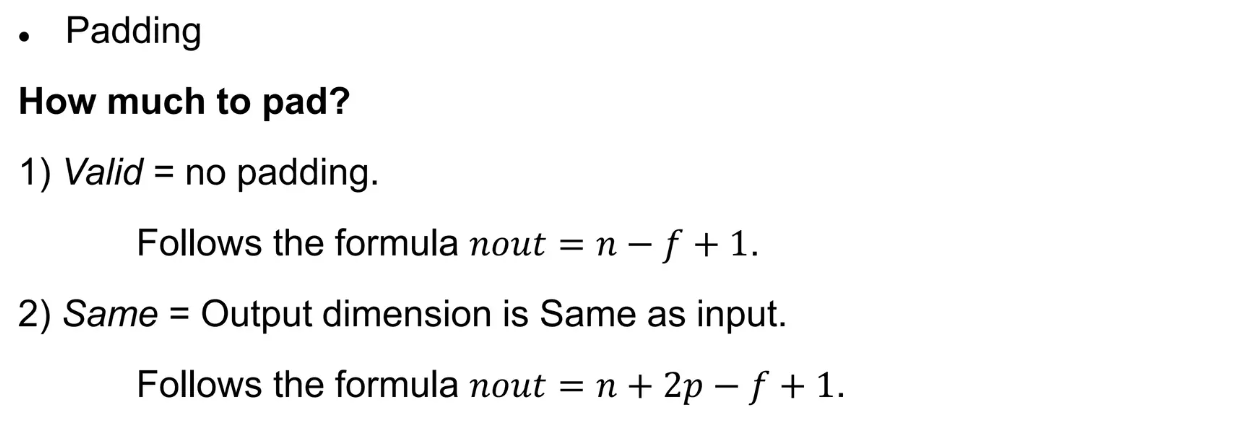 • Padding
How much to pad?
1) Valid = no padding.
Follows the formula nout = n − f + 1.
2) Same = Output dimension is Same as input.
Follows the formula nout = n + 2p − f + 1.